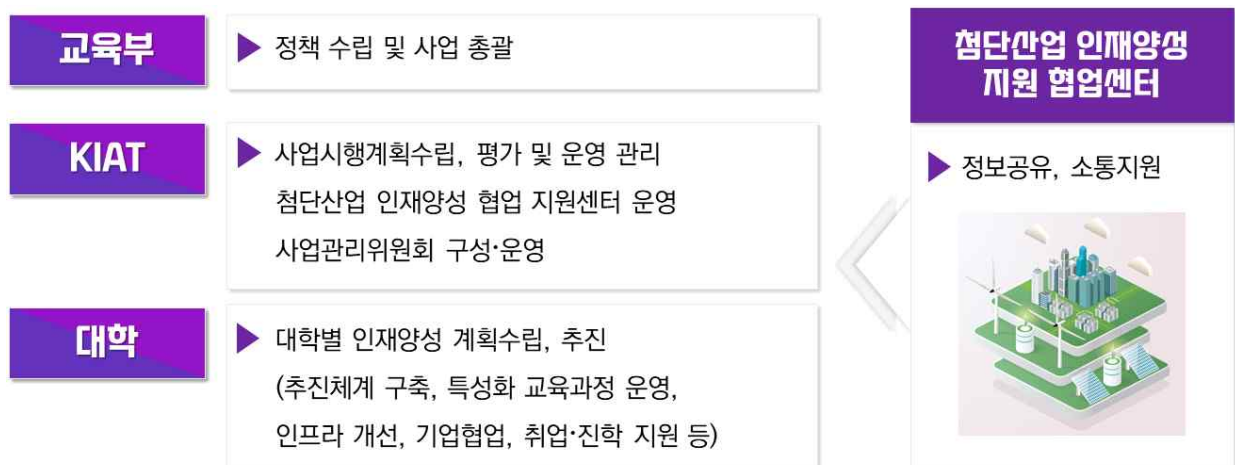 교육부
정책 수립 및 사업 총괄
KIAT
사업시행계획수립, 평가 및 운영 관리
첨단산업 인재양성 협업 지원센터 운영
사업관리위원회 구성·운영
대학
대학별 인재양성 계획수립, 추진
(추진체계 구축, 특성화 교육과정 운영,
인프라 개선, 기업협업, 취업·진학 지원 등)
첨단산업 인재양성
지원 협업센터
정보공유, 소통지원